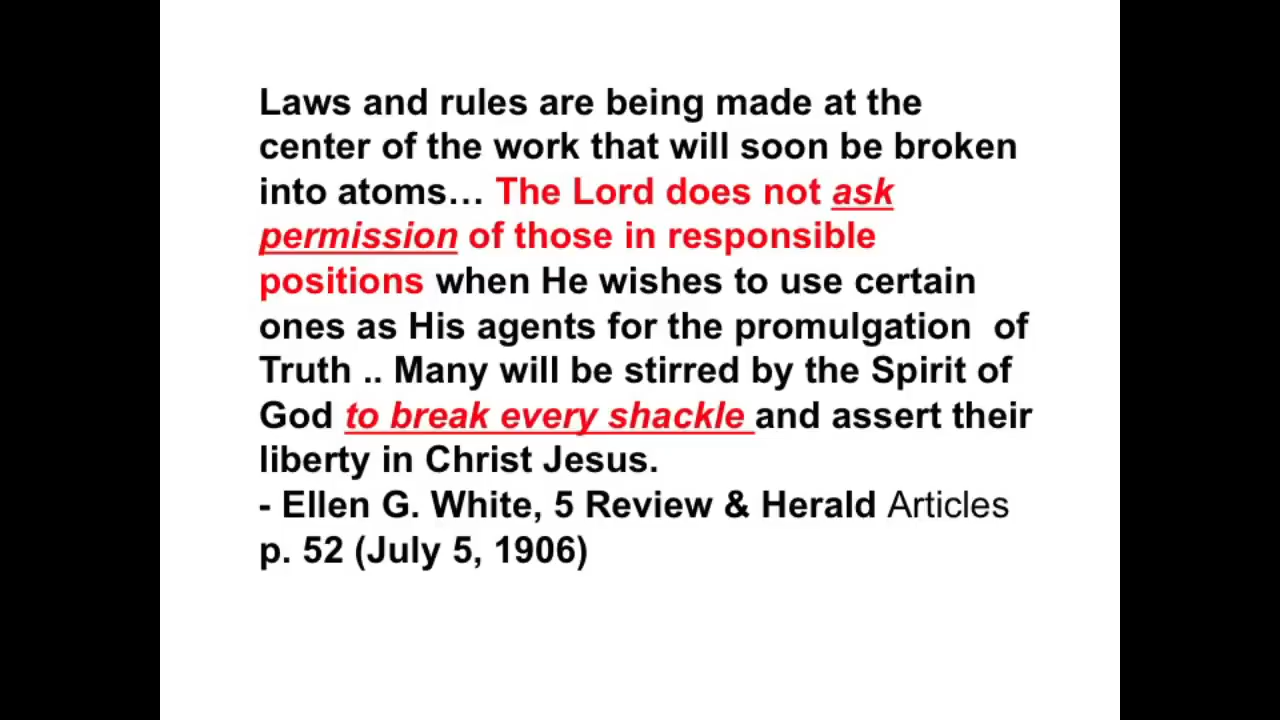 Laws and rules are being made at the
center of the work that will soon be broken
into atoms… The Lord does not ask
permission of those in responsible
positions when He wishes to use certain
ones as His agents for the promulgation  of
Truth .. Many will be stirred by the Spirit of
God to break every shackle and assert their
liberty in Christ Jesus.
- Ellen G. White, 5 Review & Herald Articles
p. 52 (July 5, 1906)